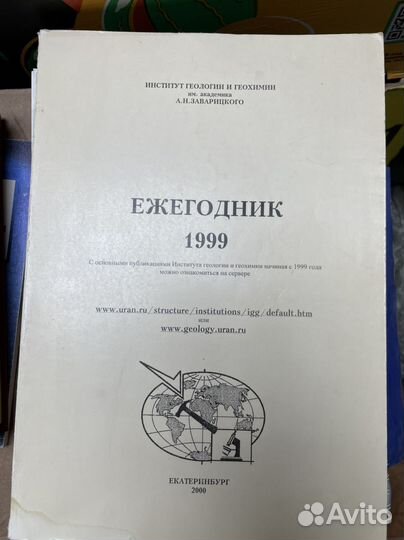 ИНСТИТУТ ГЕОЛОГИИ И ГЕОХИМИИ
им. академика
А.Н.ЗАВАРИЦКОГО
ЕЖЕГОДНИК
1999
С основными публикациями Института геологии и геохимии начиная с 1999 года
можно ознакомиться на сервере
www.uran.ru/structure/institutions/igg/default.htm
или
www.geology.uran.ru
ЕКАТЕРИНБУРГ
2000
Avito